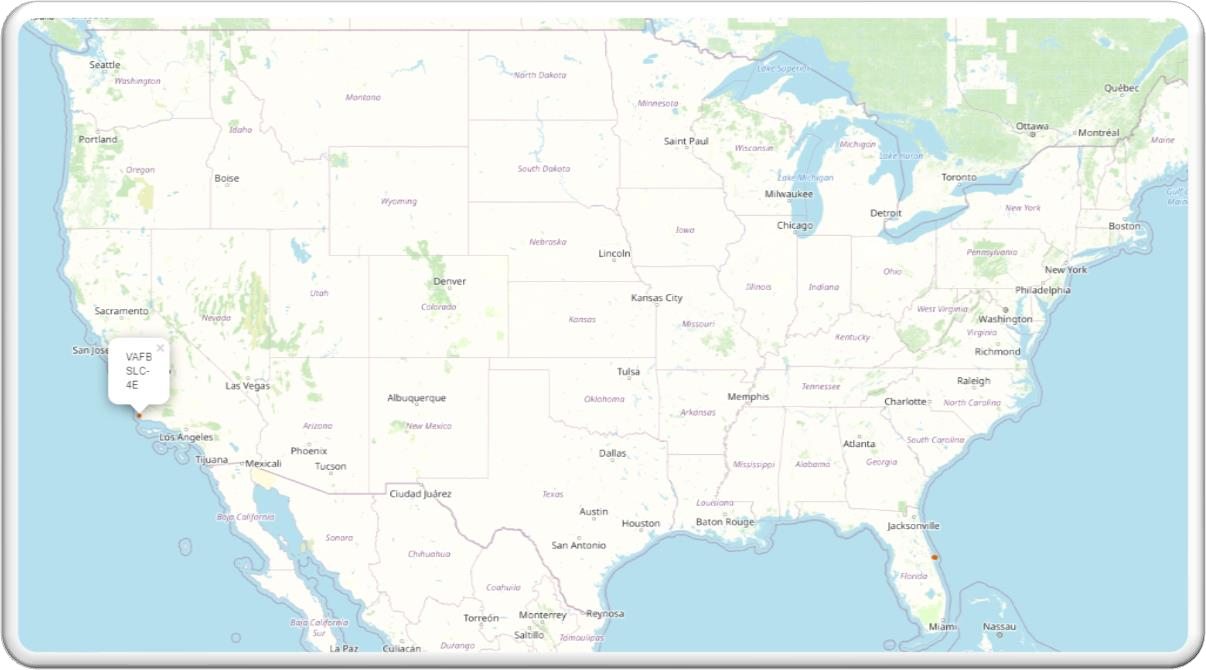 Seattle
Washington
Montana
North Dakota
Lake Superior
Québec
Minnesota
Ottawa
Montréal
Portland
Idaho
Saint Paul
Wisconsin
Michigan
Lake Huron
Maine
Oregon
Boise
South Dakota
Lake Michigan
Toronto
Wyoming
Milwaukee
Detroit
New York
Gulf of
Maine
Chicago
Boston
Iowa
Nebraska
Lincoln
Pennsylvania
Denver
Utah
Colorado
Ohio
New York
Illinois
Indiana
Philadelphia
Kansas City
Sacramento
Nevada
Kansas
Missouri
West Virginia
Washington
Virginia
Kentucky
San Jose
Richmond
×
VAFB
SLC-
4E
Las Vegas
Tulsa
Tennessee
Raleigh
Albuquerque
Oklahoma
Memphis
Charlotte
North Carolina
Arkansas
Arizona
New Mexico
Los Angeles
Atlanta
South Carolina
Phoenix
Dallas
Tijuana
Mexicali
Tucson
Mississippi
Alabama
Georgia
Ciudad Juárez
Texas
Louisiana
Austin
Baja California
Houston
Baton Rouge
Jacksonville
Sonora
San Antonio
Chihuahua
Florida
Coahuila
Torreón
Monterrey
Reynosa
Baja California
Sur
Saltillo
Tamaulipas
Miami
Nassau
La Paz
Culiacán
Durango